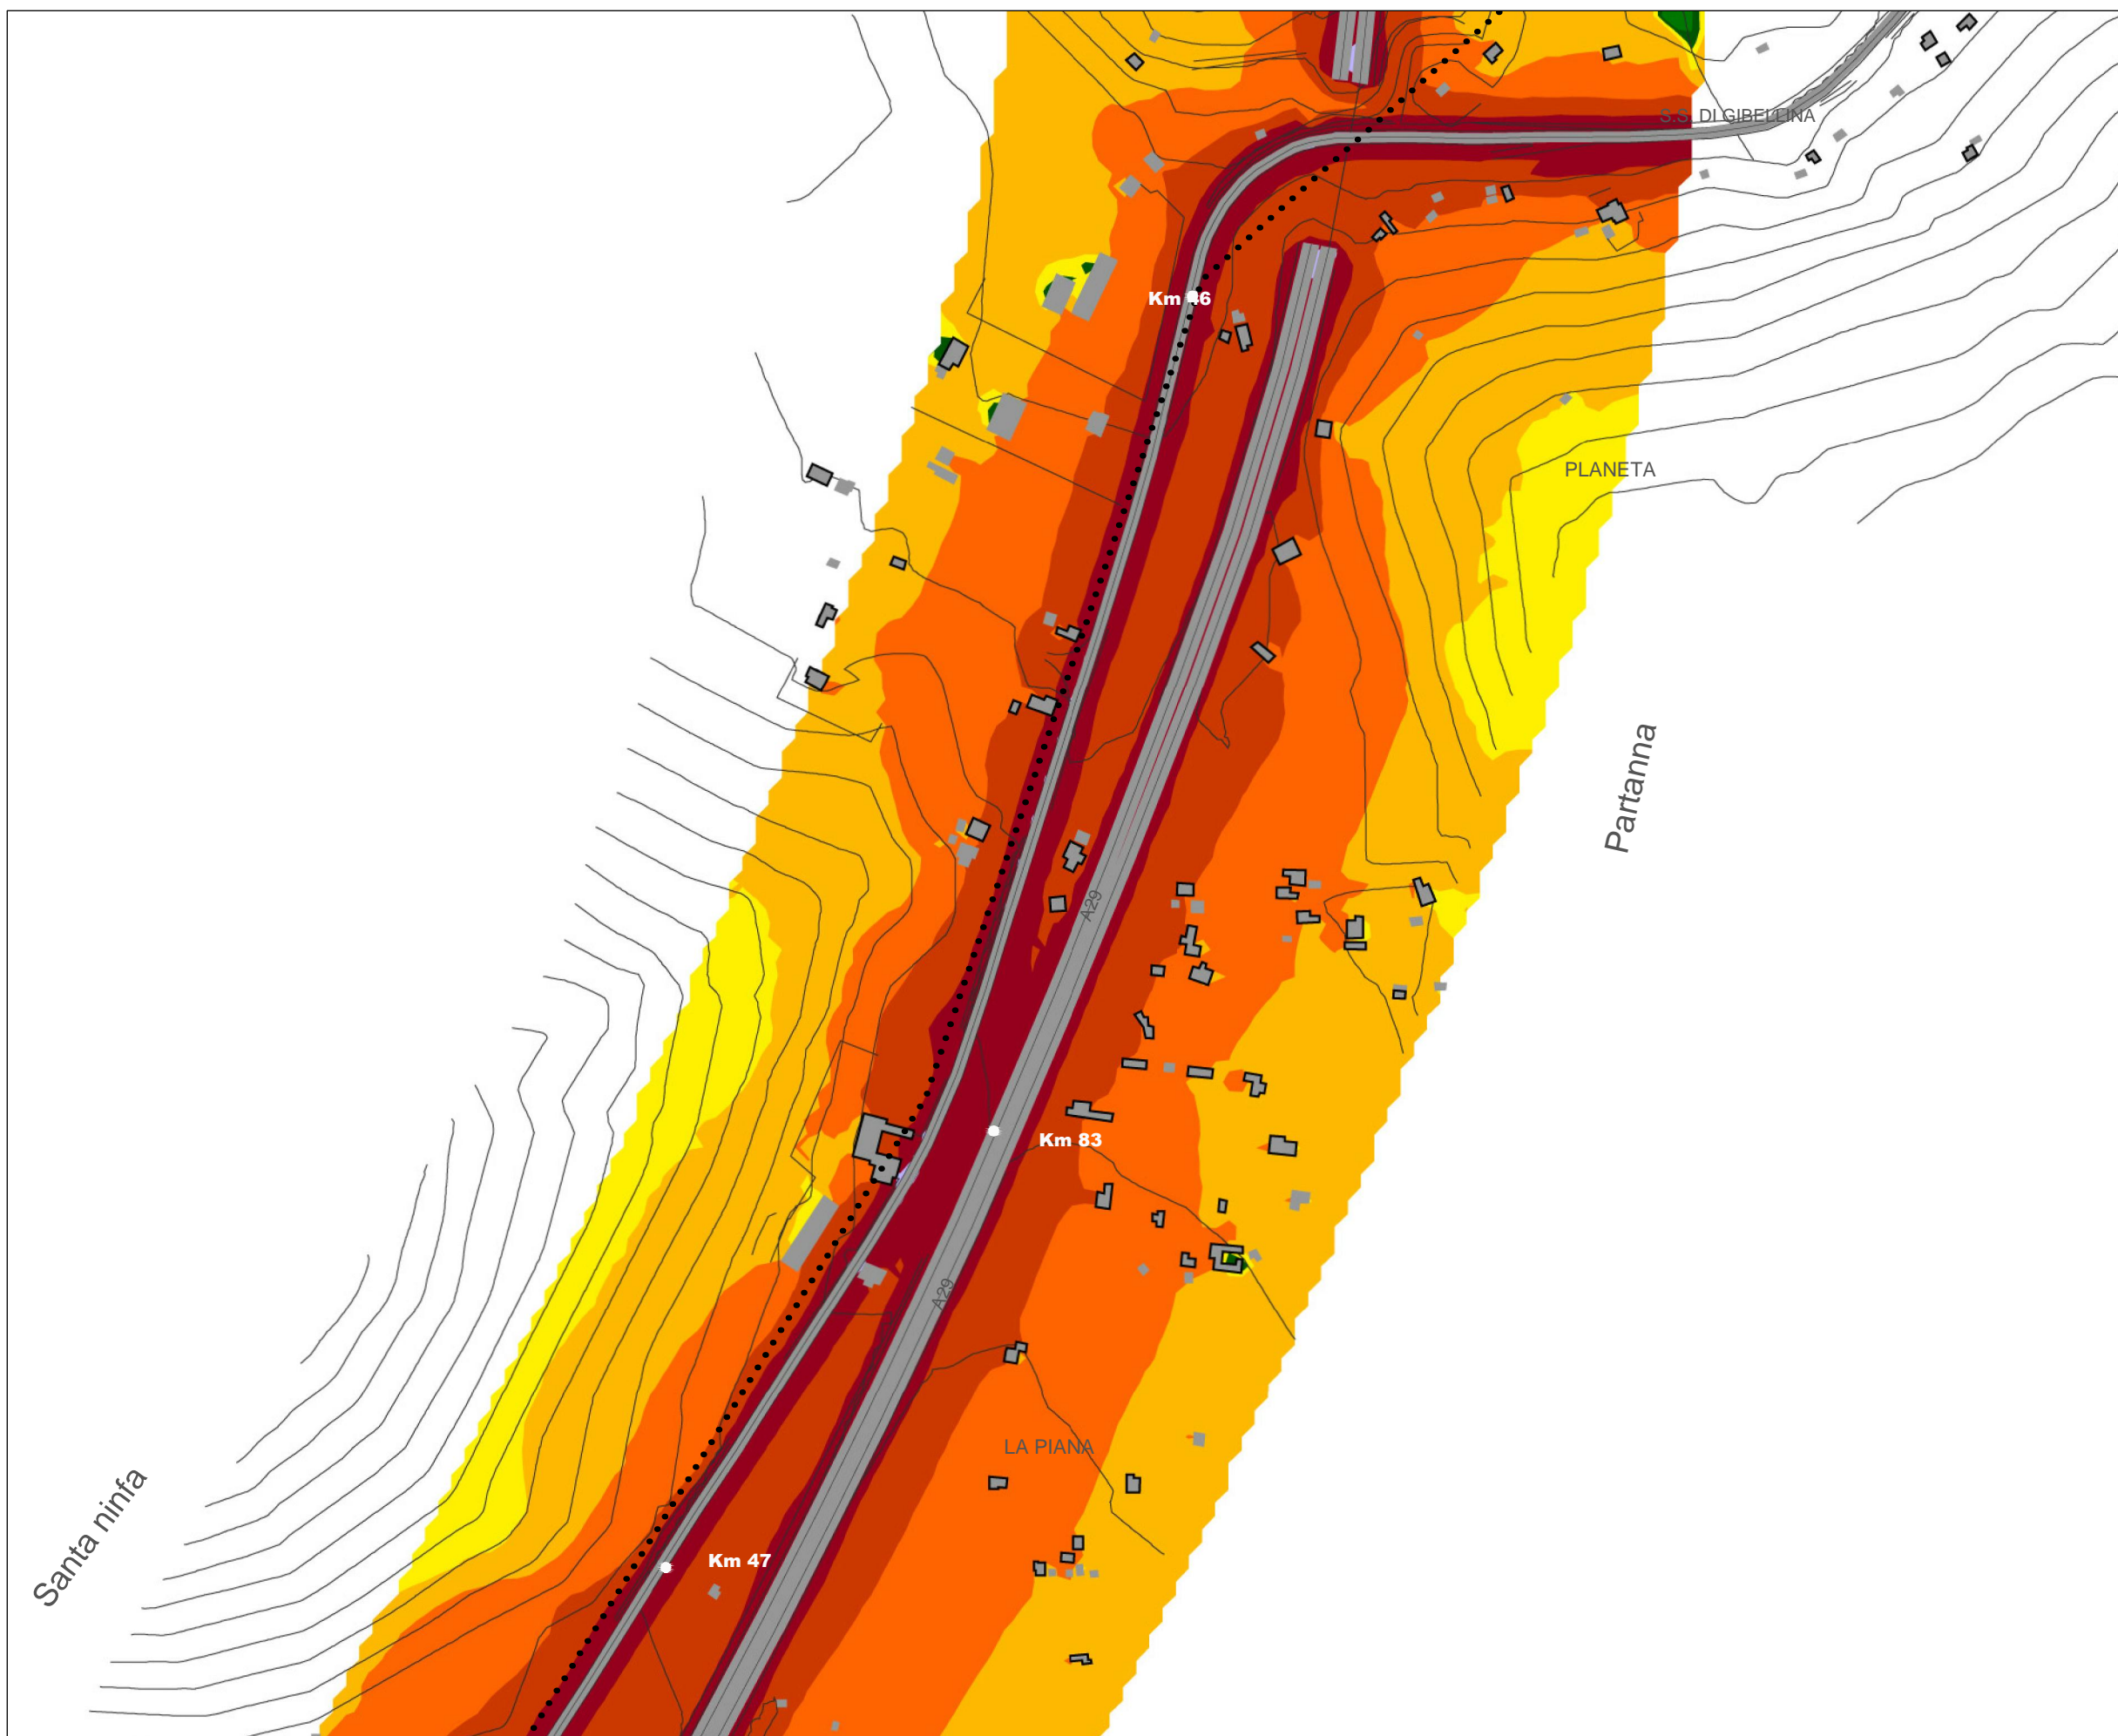 S.S. DI GIBELLINA
Km 46
PLANETA
Partanna
A29
Km 83
A29
LA PIANA
Santa ninfa
Km 47